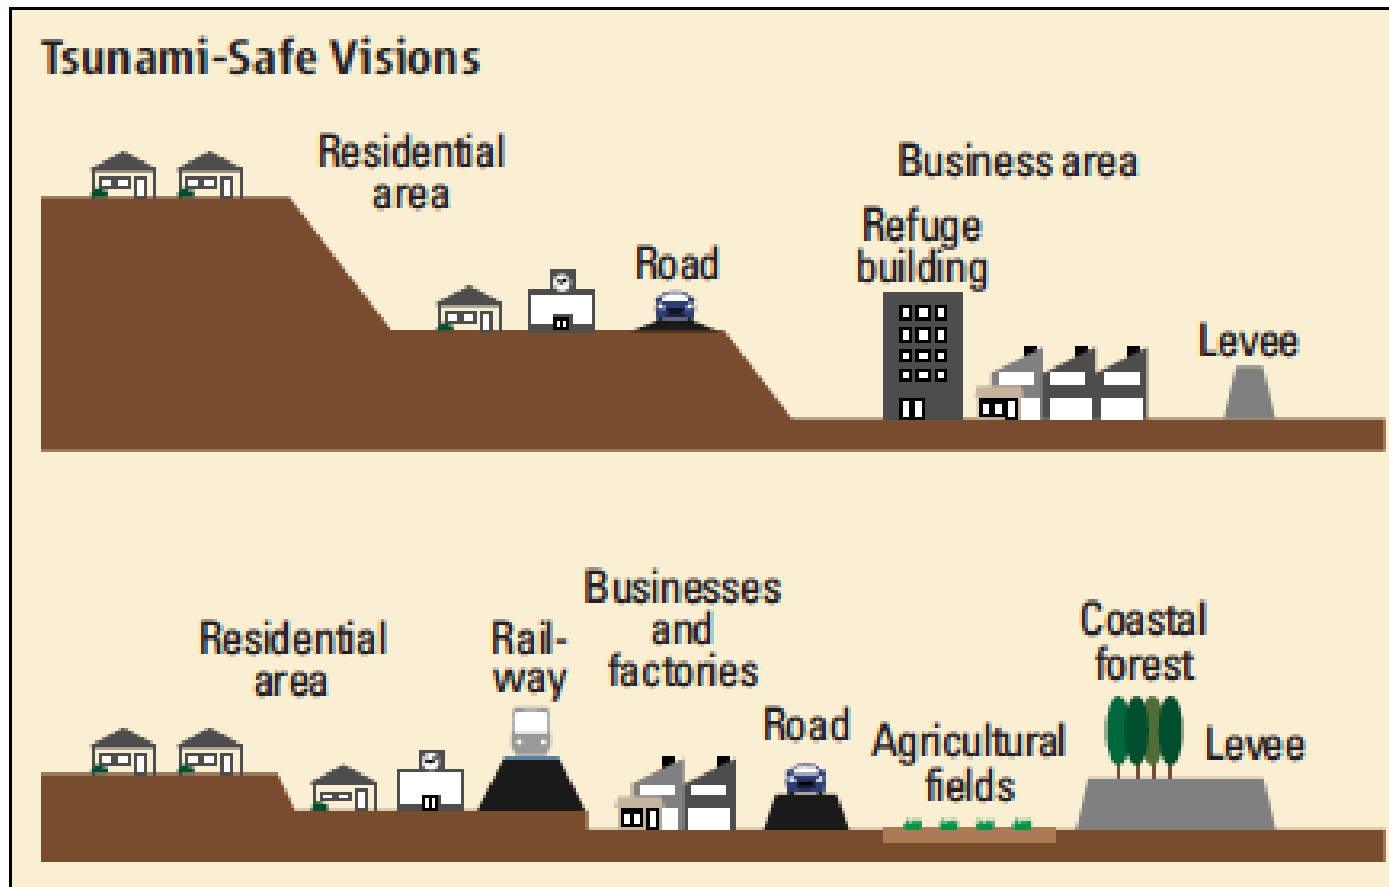 Tsunami-Safe Visions
Residential
area
Road
Business area
Refuge
building
Levee
Residential
area
Rail-
way
Businesses
and
factories
Road
Agricultural
fields
Coastal
forest
Levee